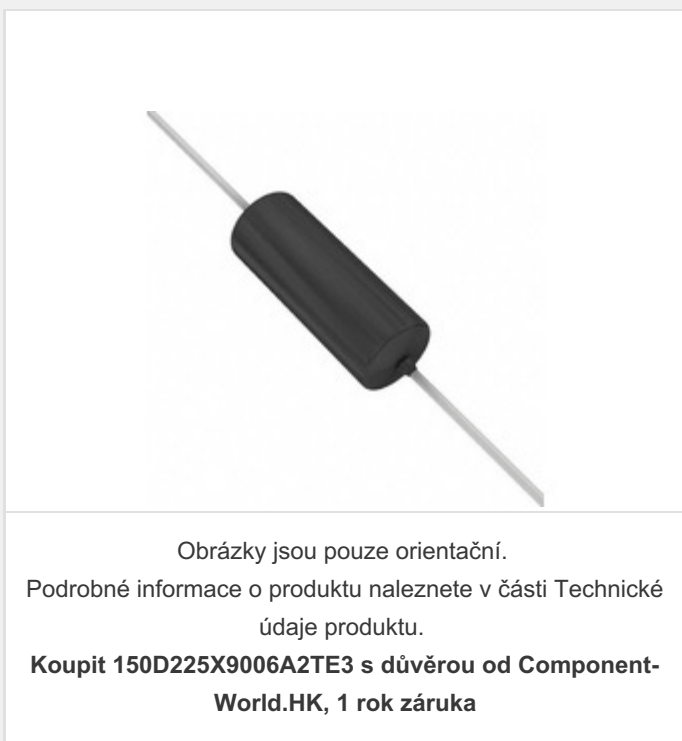 Obrázky jsou pouze orientační.
Podrobné informace o produktu naleznete v části Technické
údaje produktu.
Koupit 150D225X9006A2TE3 s důvěrou od Component-
World.HK, 1 rok záruka